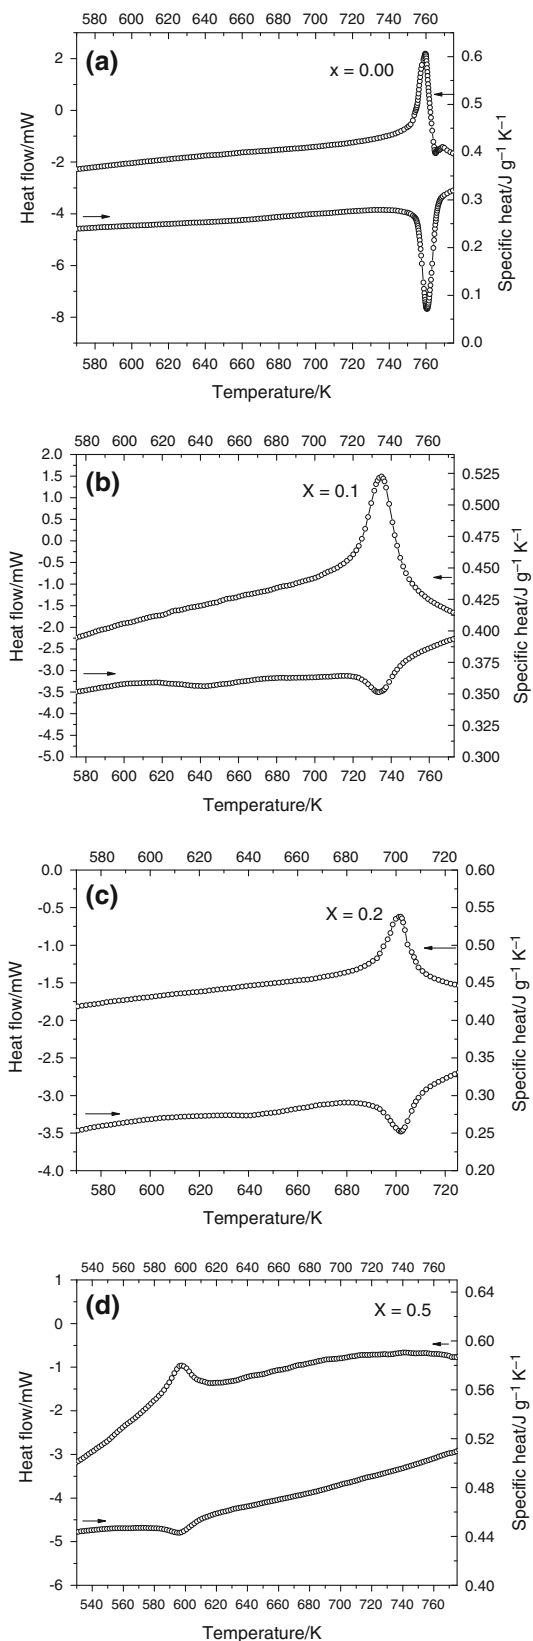 580 600 620 640 660 680 700 720 740 760
(a)
x = 0.00
2
0
-2
-4
-6
-8
Heat flow/mW
0.6
0.5
0.4
0.3
0.2
0.1
0.0
Specific heat/J g⁻¹ K⁻¹
580 600 620 640 660 680 700 720 740 760
Temperature/K
580 600 620 640 660 680 700 720 740 760
(b)
X = 0.1
2.0
1.5
1.0
0.5
0.0
-0.5
-1.0
-1.5
-2.0
-2.5
-3.0
-3.5
-4.0
-4.5
-5.0
Heat flow/mW
0.525
0.500
0.475
0.450
0.425
0.400
0.375
0.350
0.325
0.300
Specific heat/J g⁻¹ K⁻¹
580 600 620 640 660 680 700 720 740 760
Temperature/K
580 600 620 640 660 680 700 720
(c)
X = 0.2
0.0
-0.5
-1.0
-1.5
-2.0
-2.5
-3.0
-3.5
-4.0
Heat flow/mW
0.60
0.55
0.50
0.45
0.40
0.35
0.30
0.25
0.20
Specific heat/J g⁻¹ K⁻¹
580 600 620 640 660 680 700 720
Temperature/K
540 560 580 600 620 640 660 680 700 720 740 760
(d)
X = 0.5
1
0
-1
-2
-3
-4
-5
-6
Heat flow/mW
0.64
0.60
0.56
0.52
0.48
0.44
0.40
Specific heat/J g⁻¹ K⁻¹
540 560 580 600 620 640 660 680 700 720 740 760
Temperature/K